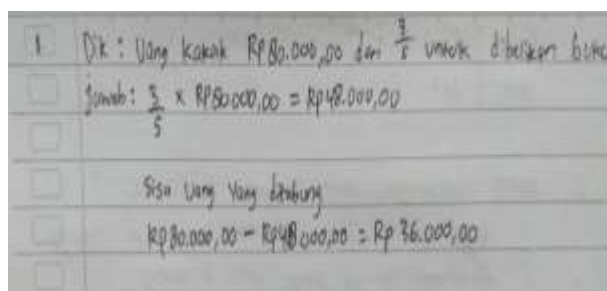 1 Dik : Uang kakak RP 80.000,00 dan 3/5 untuk dibelikan buku
Jawab : 3/5 x RP 80000,00 = Rp 48.000,00
Sisa uang yang ditabung
Rp 80.000,00 - Rp 48.000,00 = Rp 36.000,00